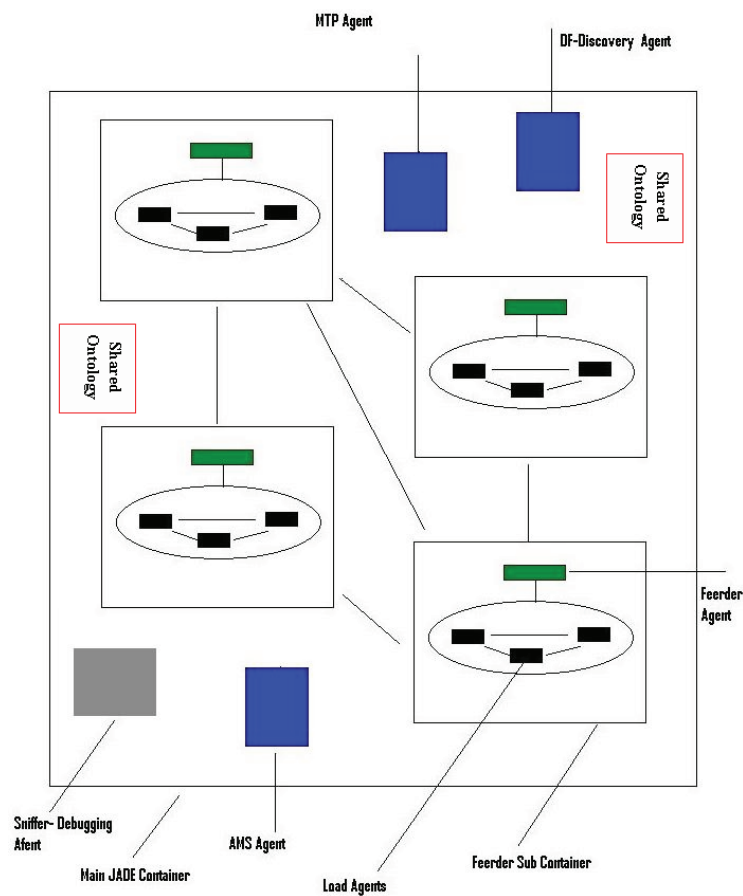 MTP Agent
DF-Discovery Agent
Shared
Ontology
Shared
Ontology
Feerder
Agent
Sniffer- Debugging
Afent
Main JADE Container
AMS Agent
Load Agents
Feerder Sub Container